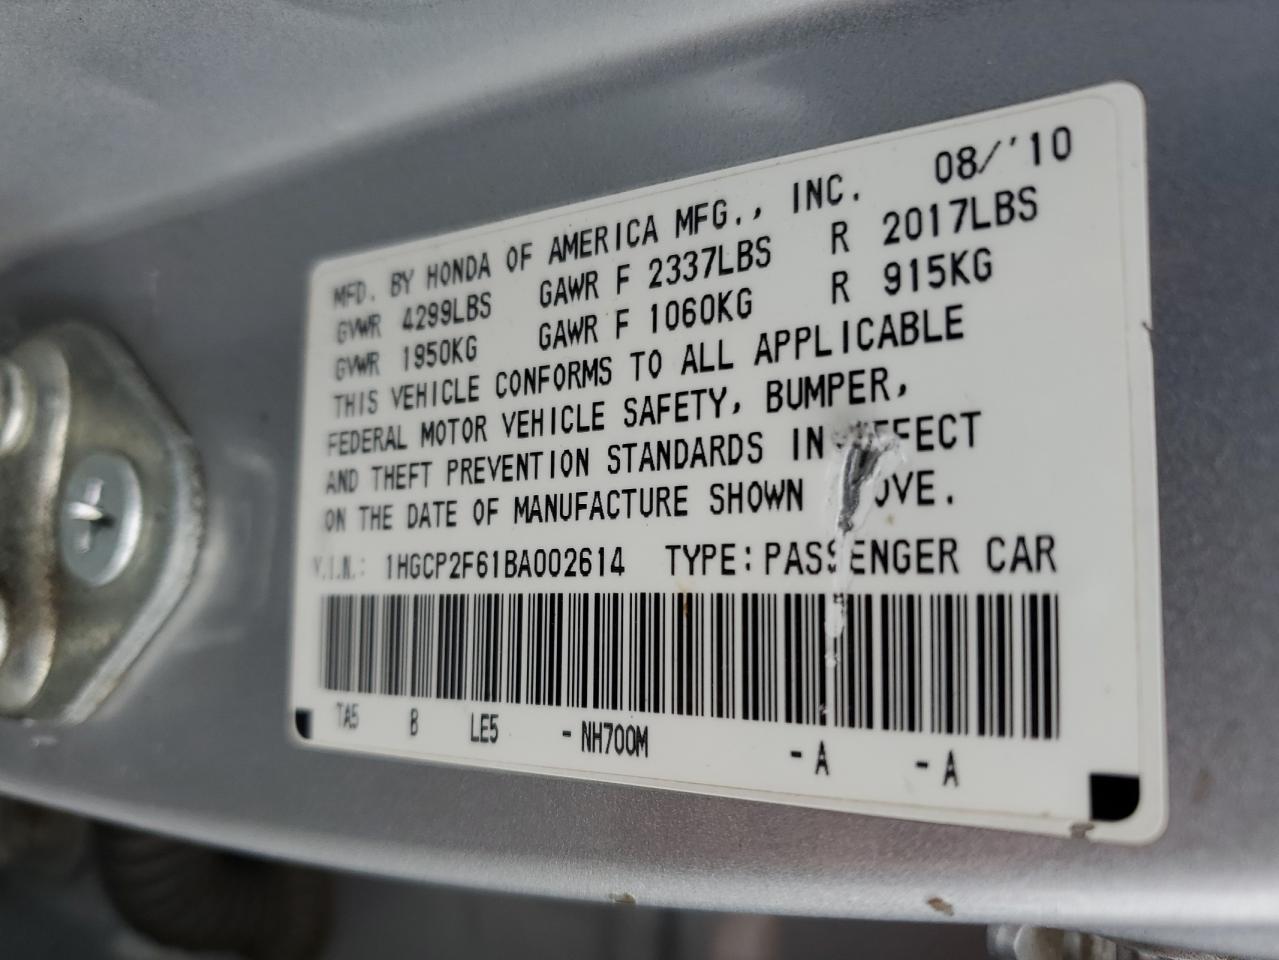 MFD. BY HONDA OF AMERICA MFG., INC. 08/'10
GVWR 4299LBS GAWR F 2337LBS R 2017LBS
GVWR 1950KG GAWR F 1060KG R 915KG
THIS VEHICLE CONFORMS TO ALL APPLICABLE
FEDERAL MOTOR VEHICLE SAFETY, BUMPER,
AND THEFT PREVENTION STANDARDS IN EFFECT
ON THE DATE OF MANUFACTURE SHOWN ABOVE.
V.I.N.: 1HGCP2F61BA002614 TYPE: PASSENGER CAR
TA5 B LE5 - NH700M - A - A